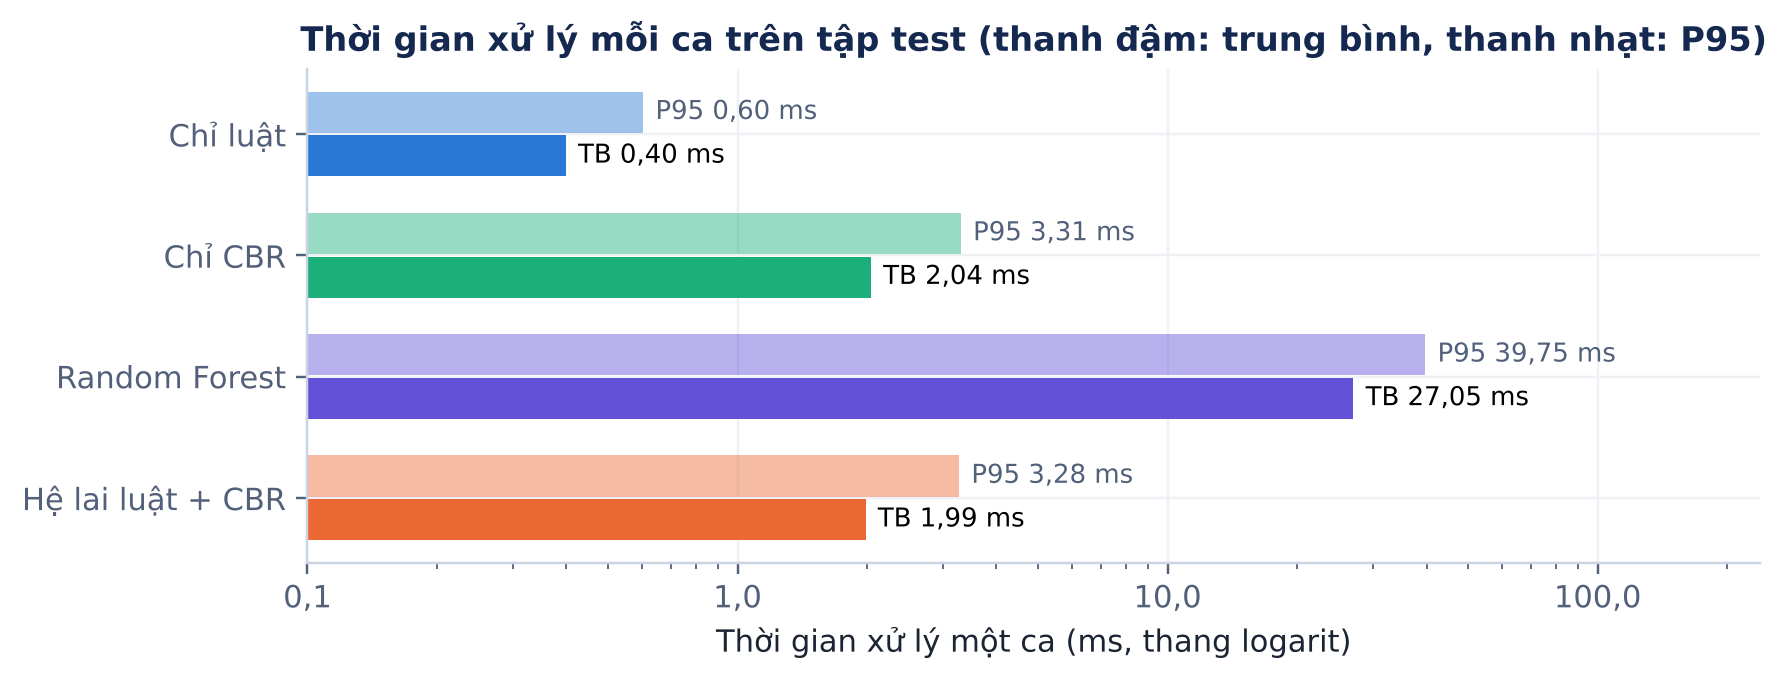 Thời gian xử lý mỗi ca trên tập test (thanh đậm: trung bình, thanh nhạt: P95)
P95 0,60 ms
Chỉ luật
TB 0,40 ms
P95 3,31 ms
Chỉ CBR
TB 2,04 ms
P95 39,75 ms
Random Forest
TB 27,05 ms
P95 3,28 ms
Hệ lai luật + CBR
TB 1,99 ms
0,1 1,0 10,0 100,0
Thời gian xử lý một ca (ms, thang logarit)